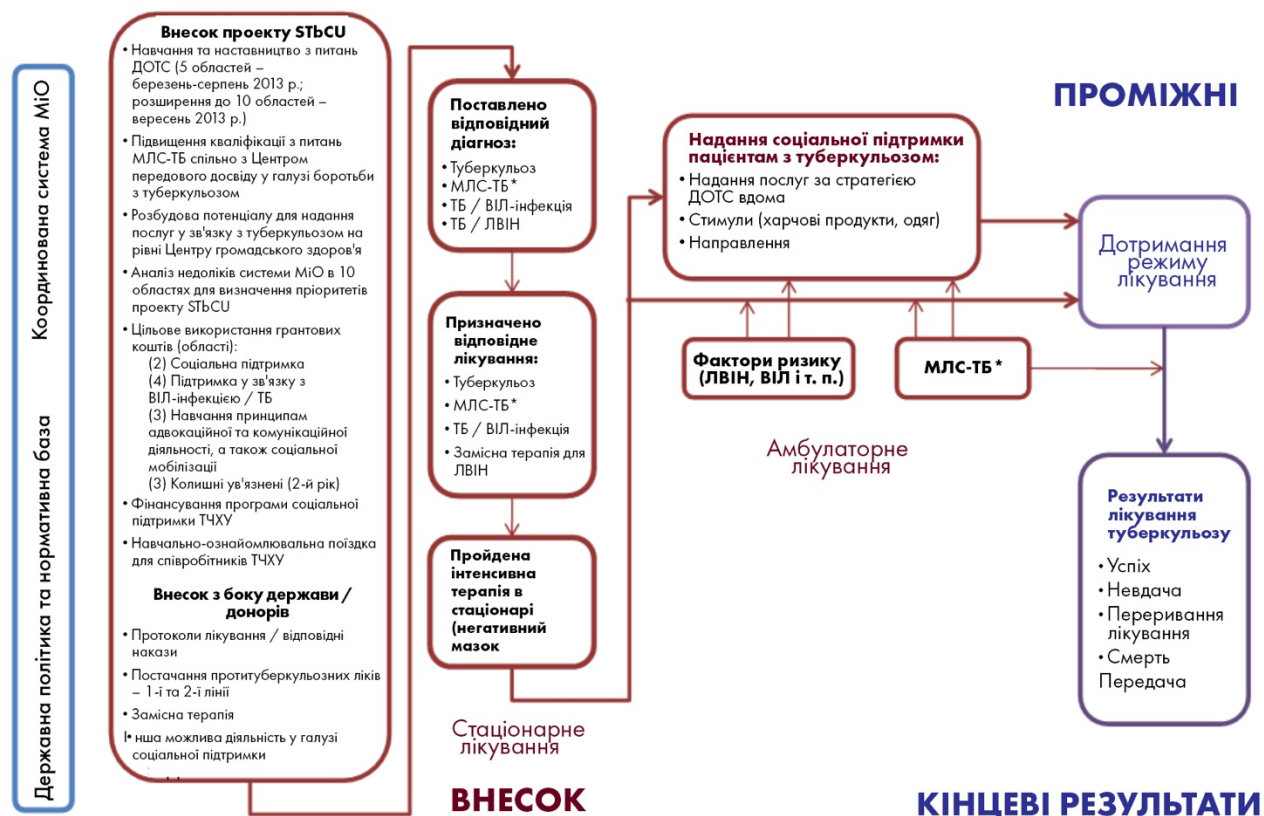 Координована система МіО
Державна політика та нормативна база
Внесок проекту STbCU
• Навчання та наставництво з питань
ДОТС (5 областей –
березень-серпень 2013 р.;
розширення до 10 областей –
вересень 2013 р.)
• Підвищення кваліфікації з питань
МЛС-ТБ спільно з Центром
передового досвіду у галузі боротьби
з туберкульозом
• Розбудова потенціалу для надання
послуг у зв'язку з туберкульозом на
рівні Центру громадського здоров'я
• Аналіз недоліків системи МіО в 10
областях для визначення пріоритетів
проекту STbCU
• Цільове використання грантових
коштів (області):
(2) Соціальна підтримка
(4) Підтримка у зв'язку з
ВІЛ-інфекцією / ТБ
(3) Навчання принципам
адвокаційної та комунікаційної
діяльності, а також соціальної
мобілізації
(3) Колишні ув'язнені (2-й рік)
• Фінансування програми соціальної
підтримки ТЧХУ
• Навчально-ознайомлювальна поїздка
для співробітників ТЧХУ
Внесок з боку держави /
донорів
• Протоколи лікування / відповідні
накази
• Постачання протитуберкульозних ліків
– 1-ї та 2-ї лінії
• Замісна терапія
І• нша можлива діяльність у галузі
соціальної підтримки
Поставлено
відповідний
діагноз:
• Туберкульоз
• МЛС-ТБ*
• ТБ / ВІЛ-інфекція
• ТБ / ЛВІН
Призначено
відповідне
лікування:
• Туберкульоз
• МЛС-ТБ*
• ТБ / ВІЛ-інфекція
• Замісна терапія для
ЛВІН
Пройдена
інтенсивна
терапія в
стаціонарі
(негативний
мазок
Стаціонарне
лікування
ВНЕСОК
Надання соціальної підтримки
пацієнтам з туберкульозом:
• Надання послуг за стратегією
ДОТС вдома
• Стимули (харчові продукти, одяг)
• Направлення
Фактори ризику
(ЛВІН, ВІЛ і т. п.)
МЛС-ТБ*
Амбулаторне
лікування
ПРОМІЖНІ
Дотримання
режиму
лікування
Результати
лікування
туберкульозу
• Успіх
• Невдача
• Переривання
лікування
• Смерть
Передача
КІНЦЕВІ РЕЗУЛЬТАТИ